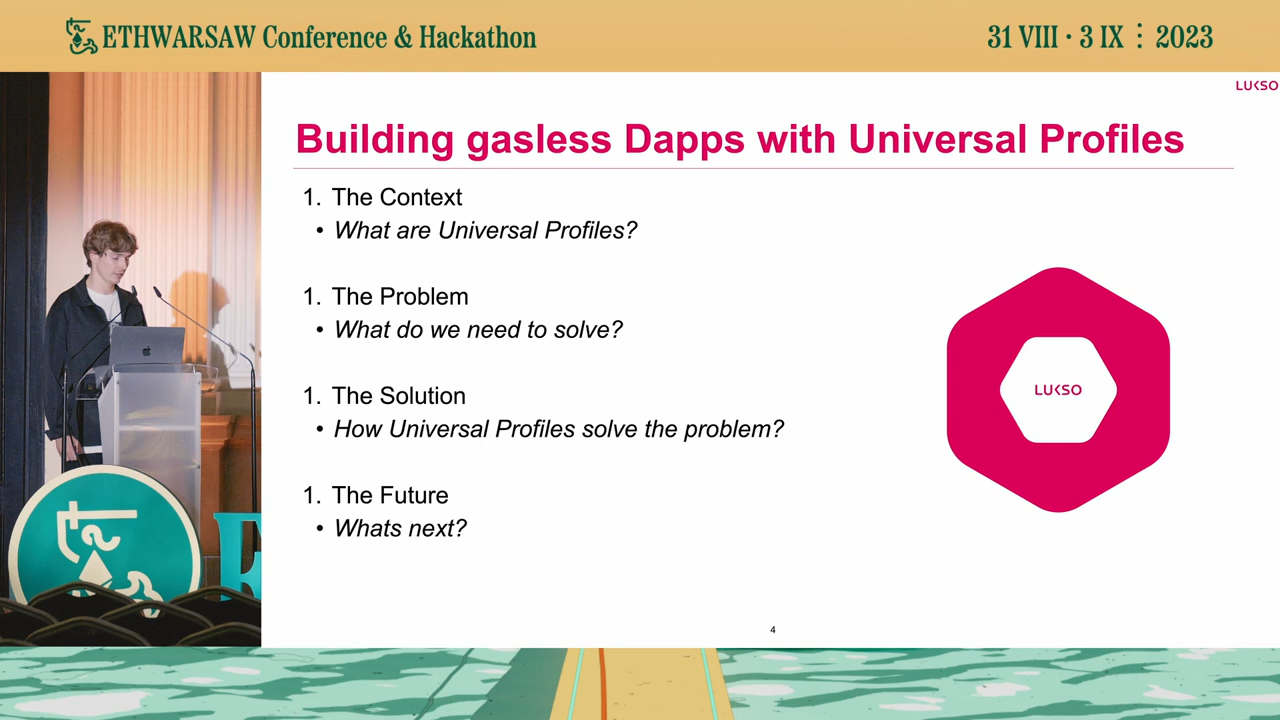 ETHWARSAW Conference & Hackathon
31 VIII · 3 IX ⋮ 2023
LUKSO
Building gasless Dapps with Universal Profiles
1. The Context
• What are Universal Profiles?
1. The Problem
• What do we need to solve?
1. The Solution
• How Universal Profiles solve the problem?
1. The Future
• Whats next?
LUKSO
4
E